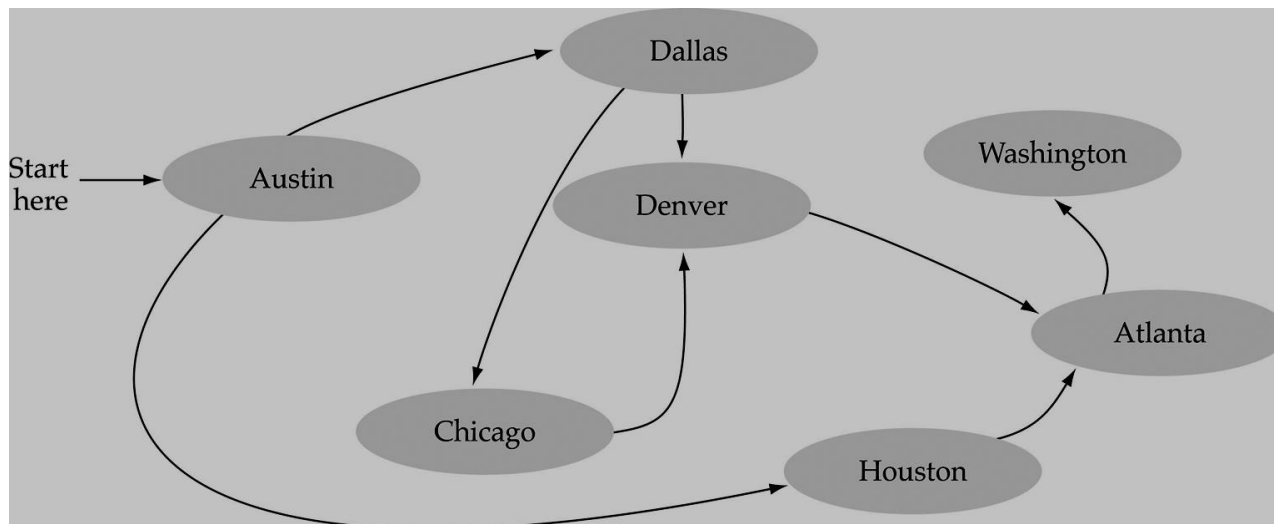 Dallas
Washington
Start
here
Austin
Denver
Atlanta
Chicago
Houston